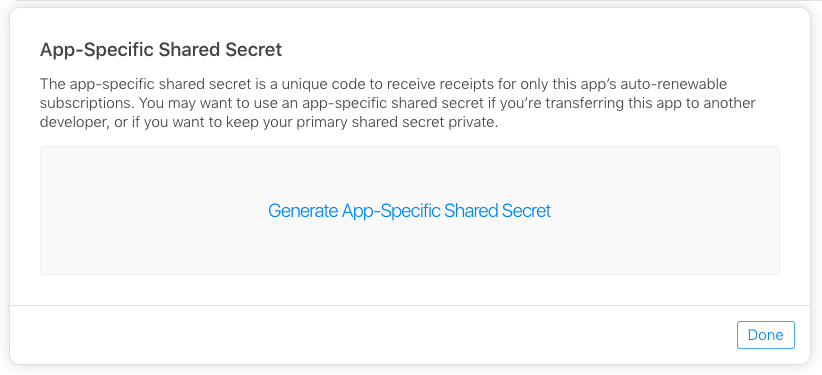 App-Specific Shared Secret
The app-specific shared secret is a unique code to receive receipts for only this app’s auto-renewable
subscriptions. You may want to use an app-specific shared secret if you’re transferring this app to another
developer, or if you want to keep your primary shared secret private.
Generate App-Specific Shared Secret
Done